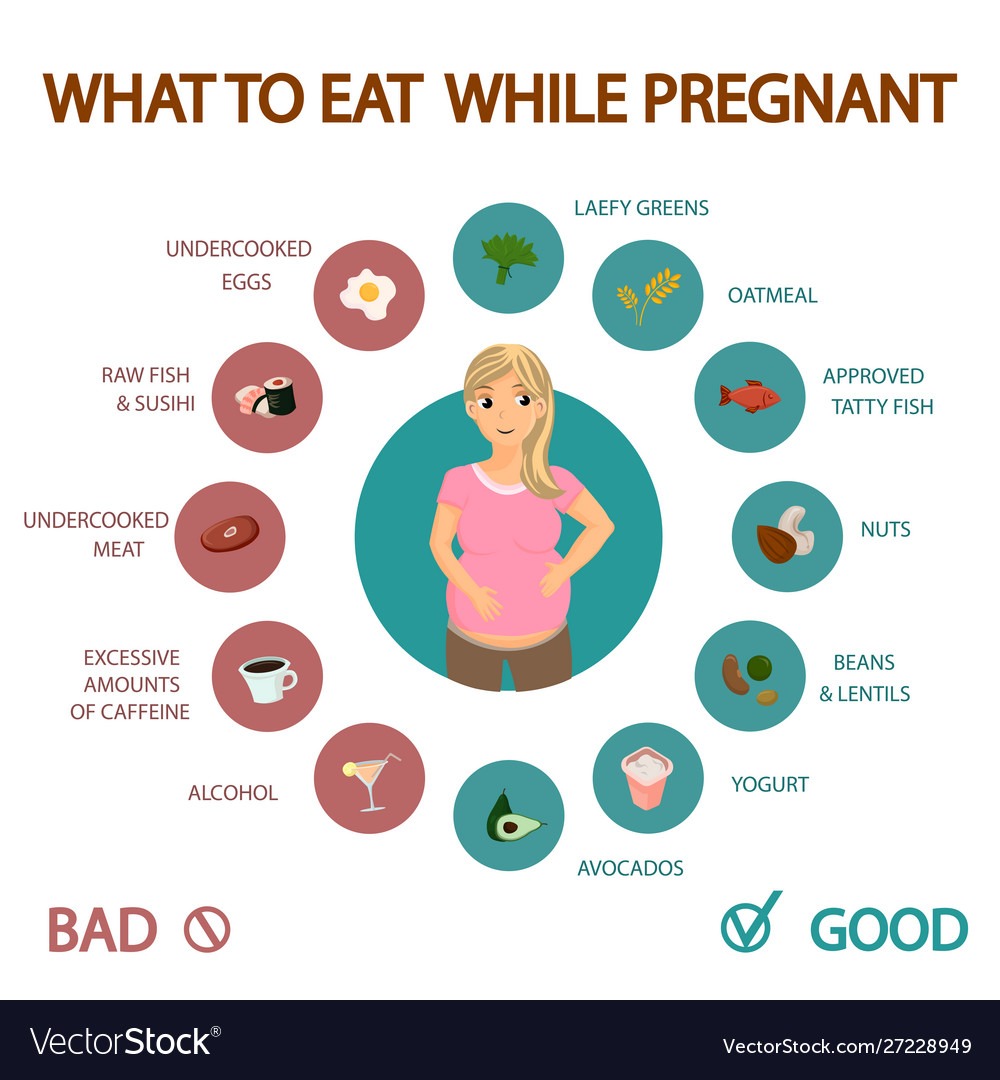 WHAT TO EAT WHILE PREGNANT
LAEFY GREENS
UNDERCOOKED
EGGS
OATMEAL
RAW FISH
& SUSIHI
APPROVED
TATTY FISH
UNDERCOOKED
MEAT
NUTS
EXCESSIVE
AMOUNTS
OF CAFFEINE
BEANS
& LENTILS
ALCOHOL
YOGURT
AVOCADOS
BAD
GOOD
VectorStock®
VectorStock.com/27228949